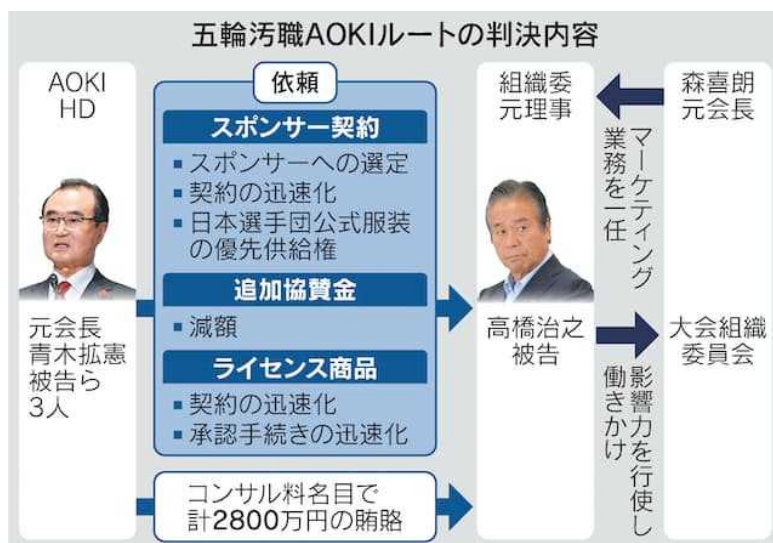 五輪汚職AOKIルートの判決内容
AOKI
HD
元会長
青木拡憲
被告ら
3人
依頼
スポンサー契約
▪スポンサーへの選定
▪契約の迅速化
▪日本選手団公式服装
の優先供給権
追加協賛金
▪減額
ライセンス商品
▪契約の迅速化
▪承認手続きの迅速化
コンサル料名目で
計2800万円の賄賂
組織委
元理事
高橋治之
被告
森喜朗
元会長
マーケティング
業務を一任
大会組織
委員会
影響力を行使し
働きかけ